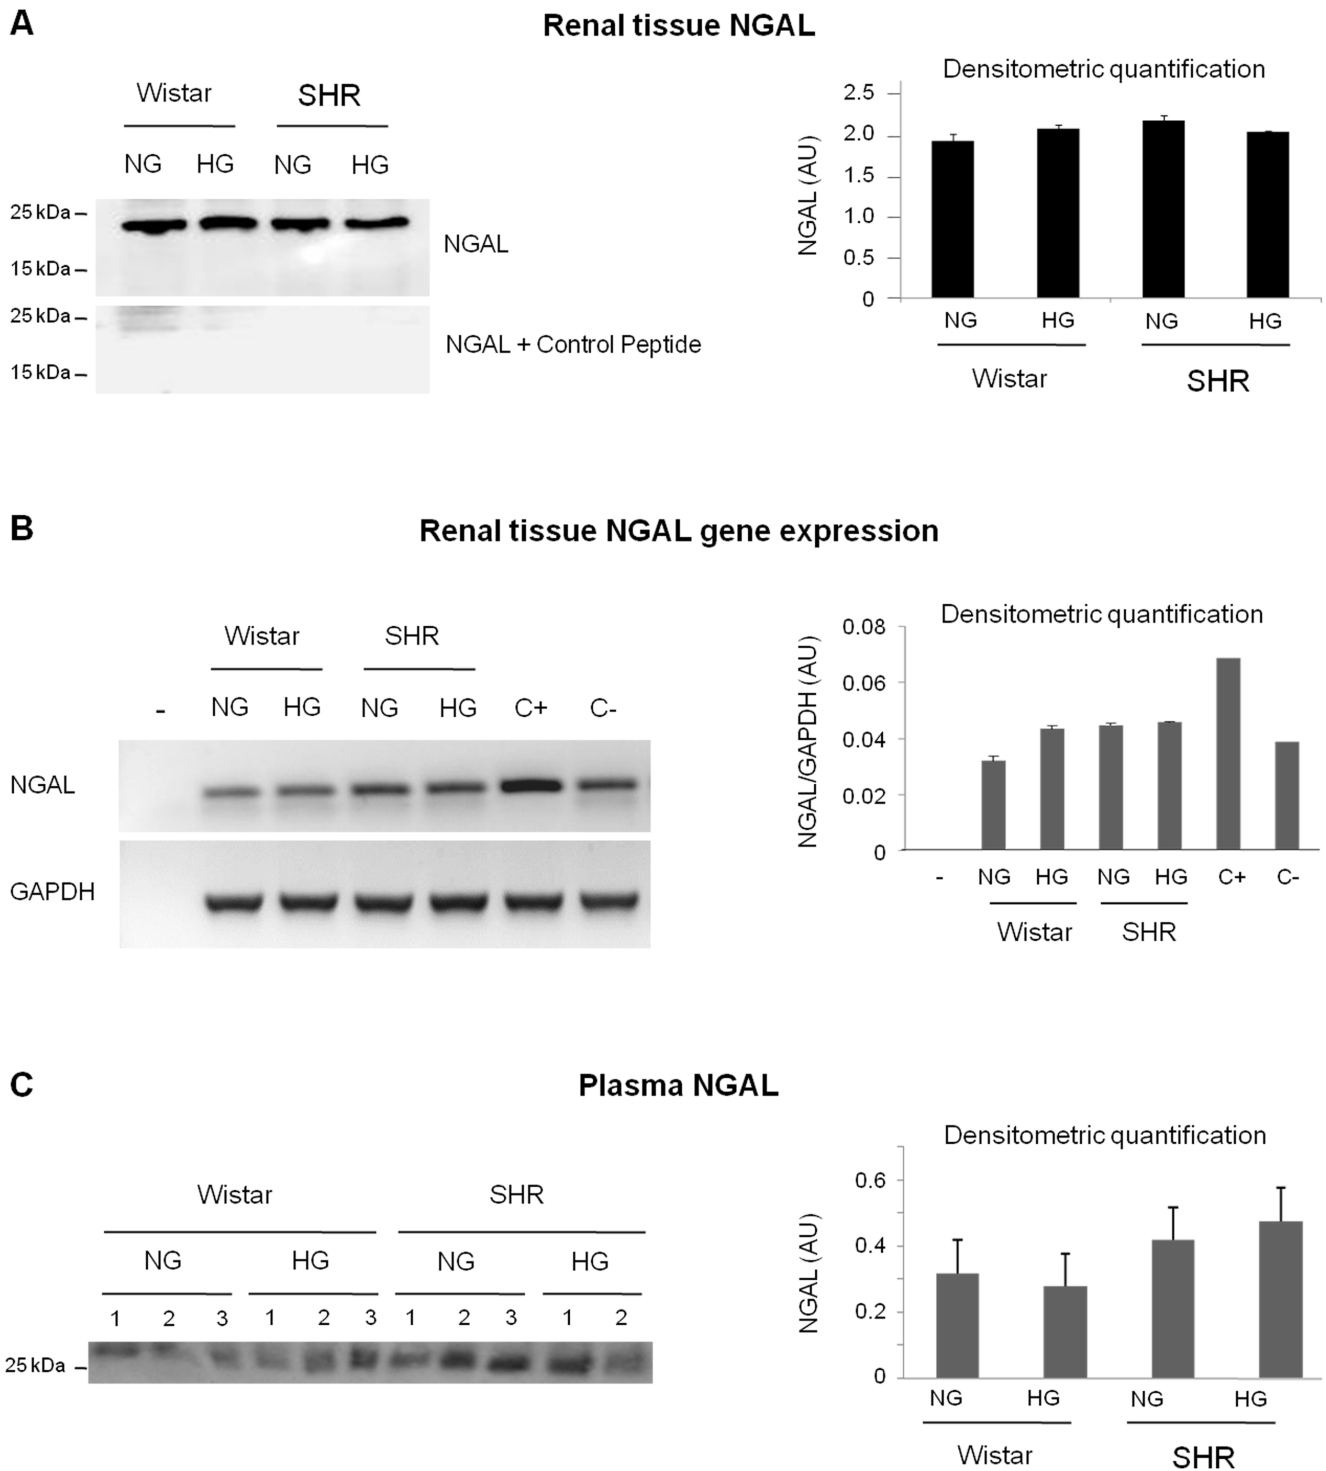 A
Renal tissue NGAL
Wistar SHR
NG HG NG HG
25 kDa
15 kDa
NGAL
25 kDa
15 kDa
NGAL + Control Peptide
Densitometric quantification
NGAL (AU)
2.5
2.0
1.5
1.0
0.5
0
NG HG NG HG
Wistar SHR
B
Renal tissue NGAL gene expression
Wistar SHR
- NG HG NG HG C+ C-
NGAL
GAPDH
Densitometric quantification
NGAL/GAPDH (AU)
0.08
0.06
0.04
0.02
0
- NG HG NG HG C+ C-
Wistar SHR
C
Plasma NGAL
Wistar SHR
NG HG NG HG
1 2 3 1 2 3 1 2 3 1 2
25 kDa
Densitometric quantification
NGAL (AU)
0.6
0.4
0.2
0
NG HG NG HG
Wistar SHR